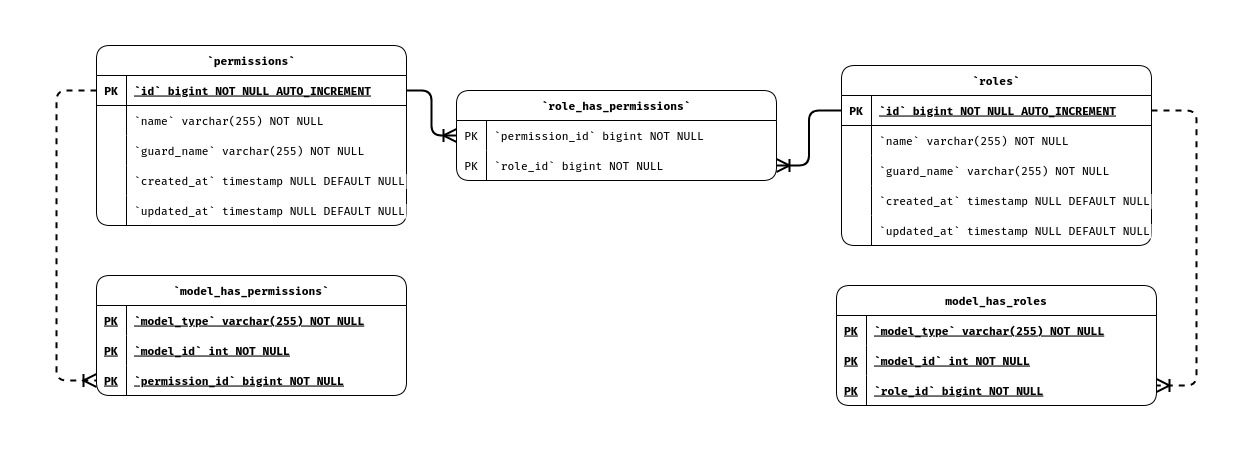 `permissions`
PK `id` bigint NOT NULL AUTO_INCREMENT
`name` varchar(255) NOT NULL
`guard_name` varchar(255) NOT NULL
`created_at` timestamp NULL DEFAULT NULL
`updated_at` timestamp NULL DEFAULT NULL
`role_has_permissions`
PK `permission_id` bigint NOT NULL
PK `role_id` bigint NOT NULL
`roles`
PK `id` bigint NOT NULL AUTO_INCREMENT
`name` varchar(255) NOT NULL
`guard_name` varchar(255) NOT NULL
`created_at` timestamp NULL DEFAULT NULL
`updated_at` timestamp NULL DEFAULT NULL
`model_has_permissions`
PK `model_type` varchar(255) NOT NULL
PK `model_id` int NOT NULL
PK `permission_id` bigint NOT NULL
model_has_roles
PK `model_type` varchar(255) NOT NULL
PK `model_id` int NOT NULL
PK `role_id` bigint NOT NULL